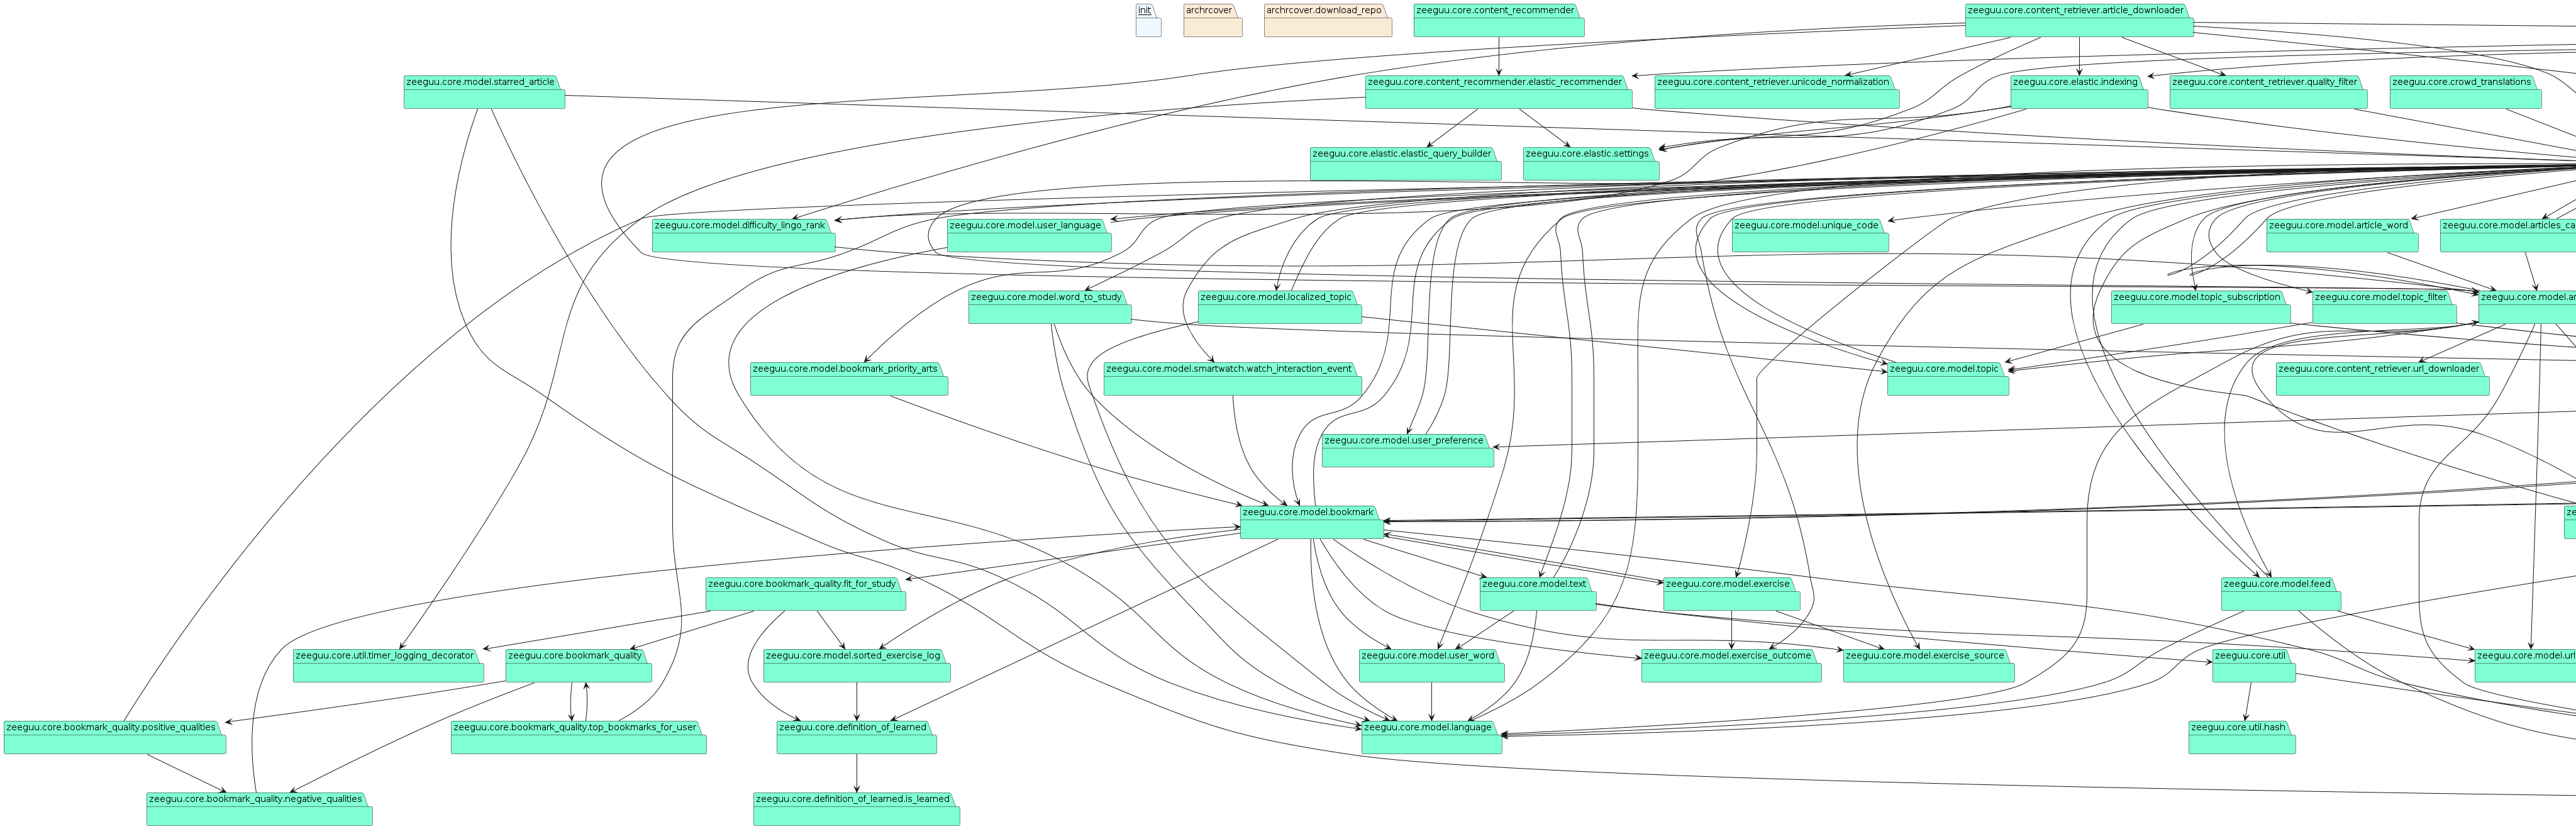 init
archrcover
archrcover.download_repo
zeeguu.core.content_recommender
zeeguu.core.content_retriever.article_downloader
zeeguu.core.model.starred_article
zeeguu.core.content_recommender.elastic_recommender
zeeguu.core.content_retriever.unicode_normalization
zeeguu.core.elastic.indexing
zeeguu.core.content_retriever.quality_filter
zeeguu.core.crowd_translations
zeeguu.core.elastic.elastic_query_builder
zeeguu.core.elastic.settings
zeeguu.core.model.difficulty_lingo_rank
zeeguu.core.model.user_language
zeeguu.core.model.unique_code
zeeguu.core.model.article_word
zeeguu.core.model.articles_ca
zeeguu.core.model.word_to_study
zeeguu.core.model.localized_topic
zeeguu.core.model.topic_subscription
zeeguu.core.model.topic_filter
zeeguu.core.model.ar
zeeguu.core.model.bookmark_priority_arts
zeeguu.core.model.smartwatch.watch_interaction_event
zeeguu.core.model.topic
zeeguu.core.content_retriever.url_downloader
zeeguu.core.model.user_preference
zeeguu.core.model.bookmark
zee
zeeguu.core.bookmark_quality.fit_for_study
zeeguu.core.model.text
zeeguu.core.model.exercise
zeeguu.core.model.feed
zeeguu.core.util.timer_logging_decorator
zeeguu.core.bookmark_quality
zeeguu.core.model.sorted_exercise_log
zeeguu.core.model.user_word
zeeguu.core.model.exercise_outcome
zeeguu.core.model.exercise_source
zeeguu.core.util
zeeguu.core.model.url
zeeguu.core.bookmark_quality.positive_qualities
zeeguu.core.bookmark_quality.top_bookmarks_for_user
zeeguu.core.definition_of_learned
zeeguu.core.model.language
zeeguu.core.util.hash
zeeguu.core.bookmark_quality.negative_qualities
zeeguu.core.definition_of_learned.is_learned